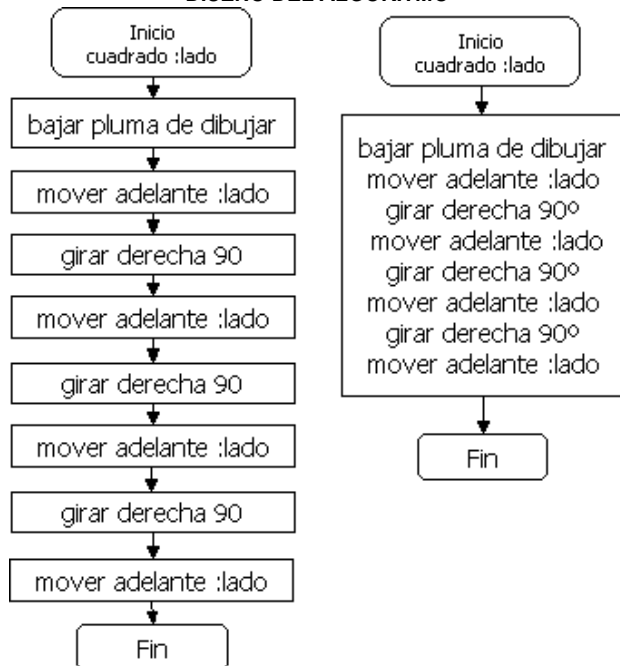 DISEÑO DEL ALGORITMO
Inicio
cuadrado :lado
bajar pluma de dibujar
mover adelante :lado
girar derecha 90
mover adelante :lado
girar derecha 90
mover adelante :lado
girar derecha 90
mover adelante :lado
Fin
Inicio
cuadrado :lado
bajar pluma de dibujar
mover adelante :lado
girar derecha 90º
mover adelante :lado
girar derecha 90º
mover adelante :lado
girar derecha 90º
mover adelante :lado
Fin